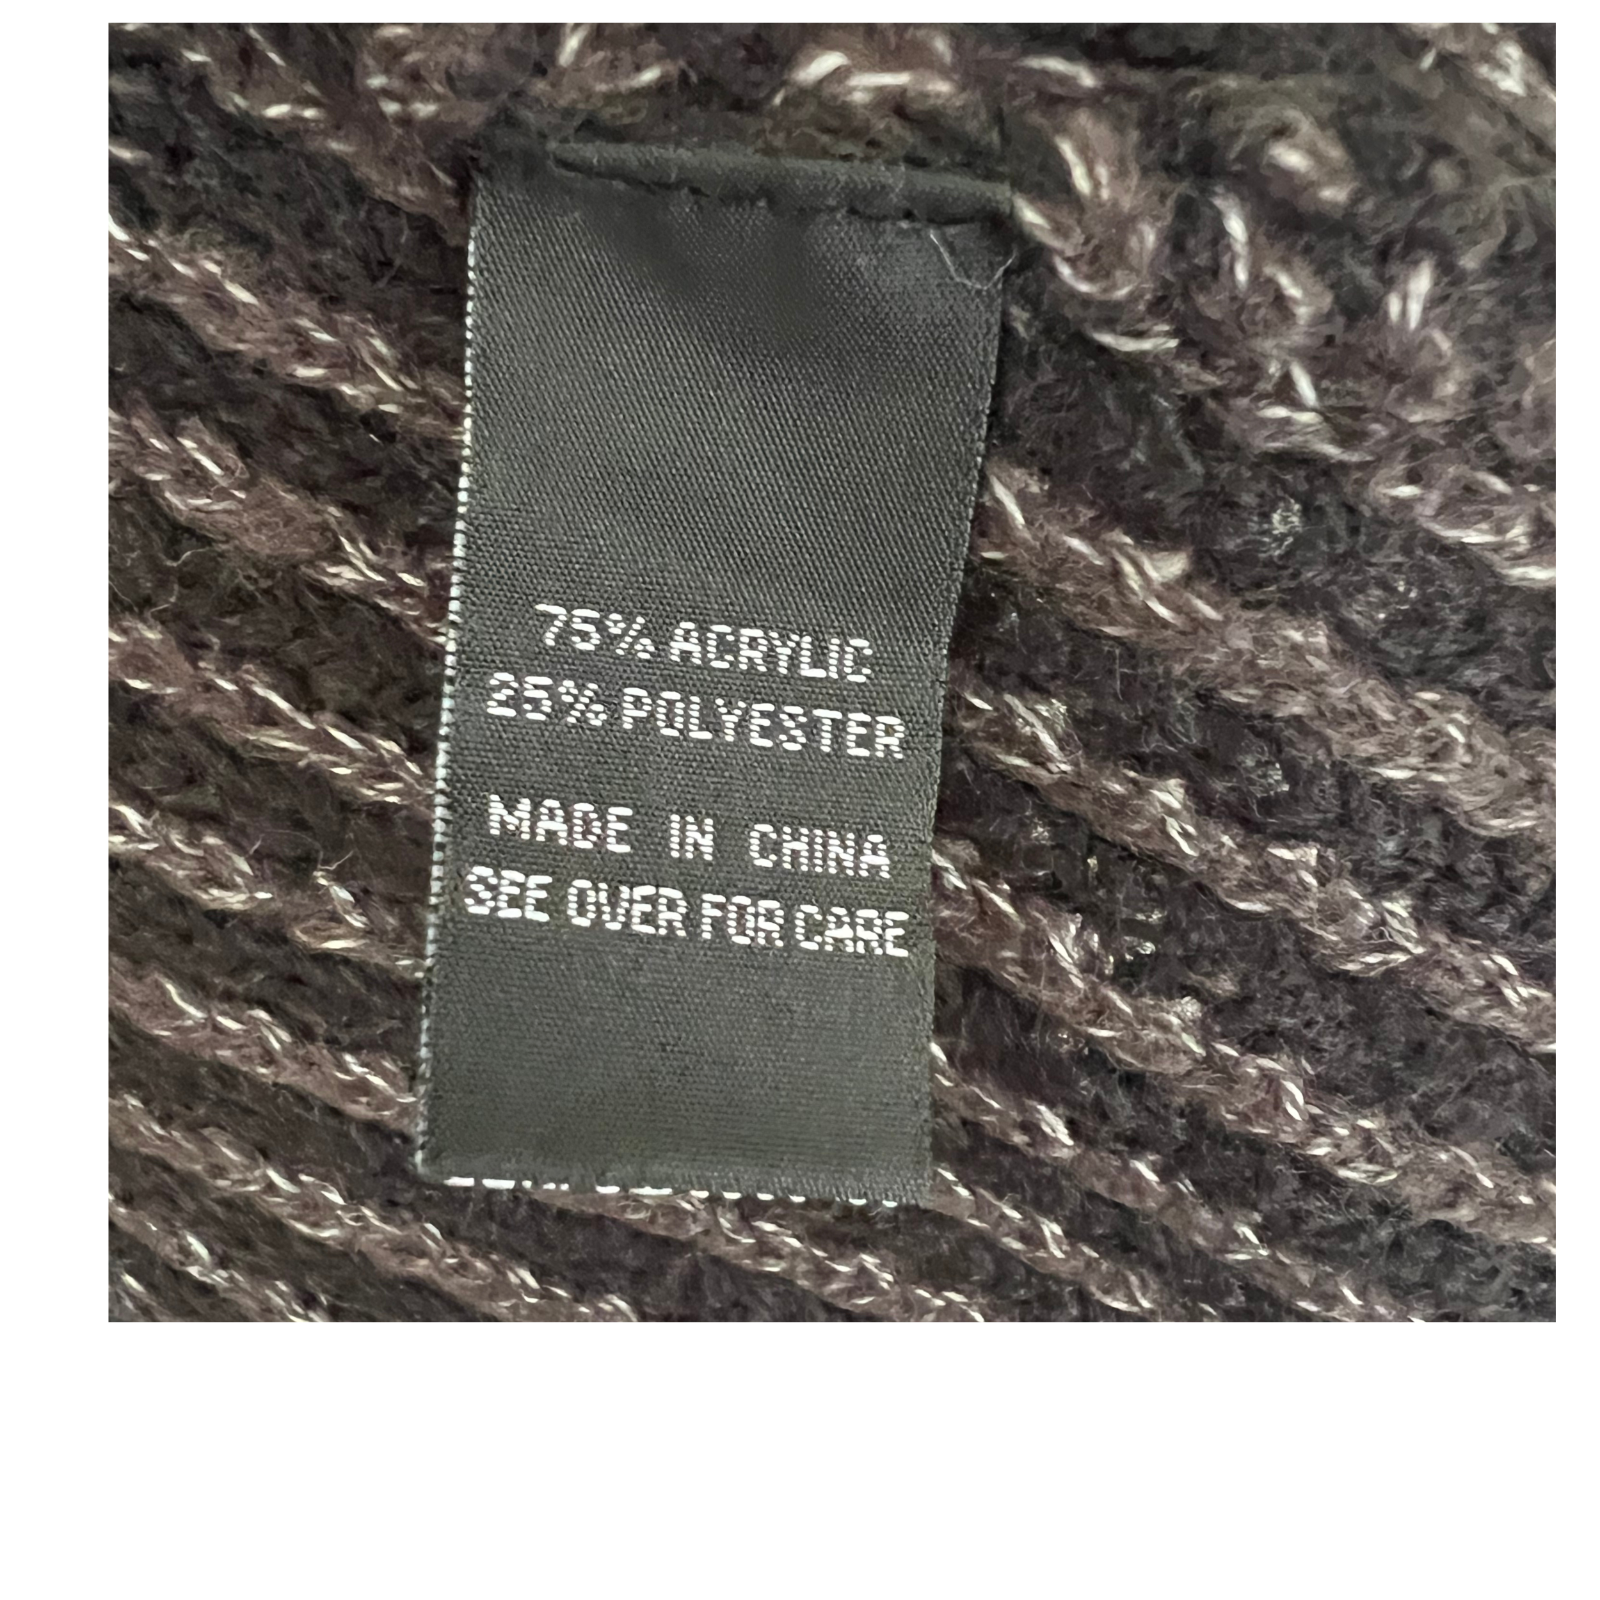 75% ACRYLIC
25% POLYESTER
MADE IN CHINA
SEE OVER FOR CARE